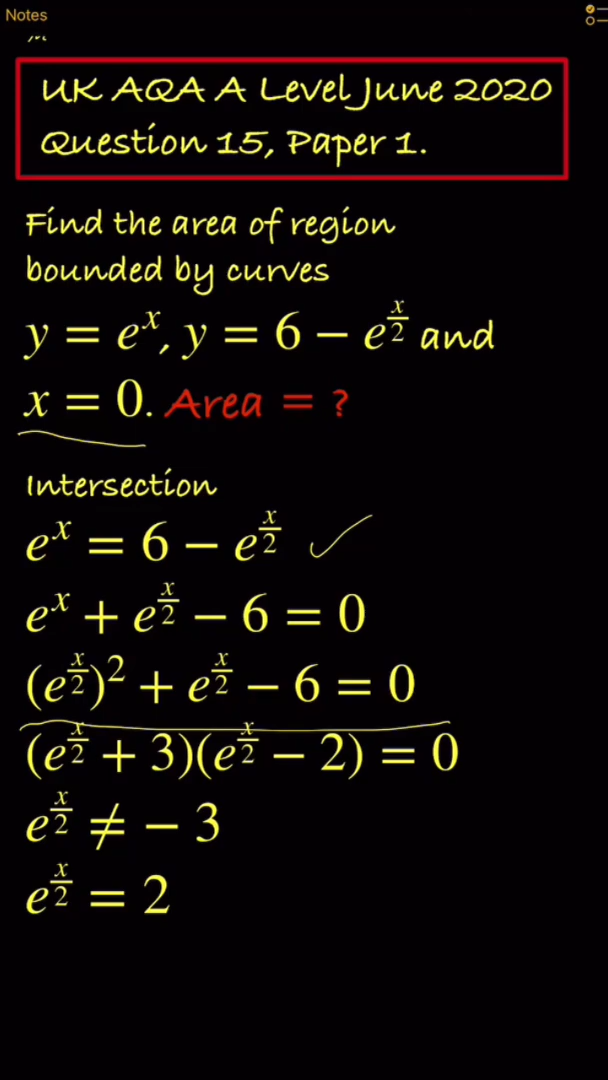 Notes
UK AQA A Level June 2020
Question 15, Paper 1.
Find the area of region
bounded by curves
y = e^x, y = 6 − e^{x/2} and
x = 0. Area = ?
Intersection
e^x = 6 − e^{x/2} ✓
e^x + e^{x/2} − 6 = 0
(e^{x/2})^2 + e^{x/2} − 6 = 0
(e^{x/2} + 3)(e^{x/2} − 2) = 0
e^{x/2} ≠ − 3
e^{x/2} = 2